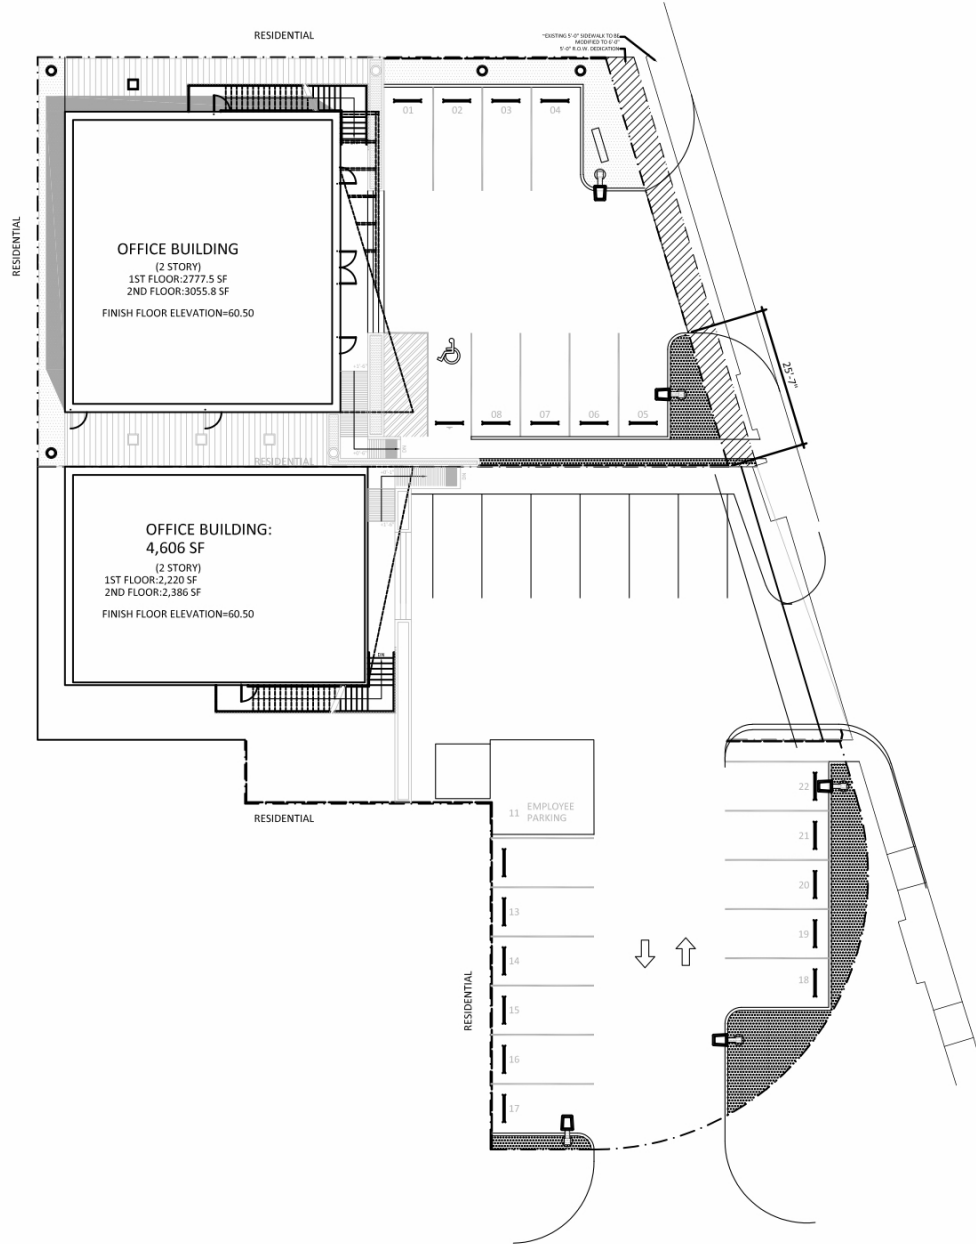 RESIDENTIAL
"EXISTING 5'-0" SIDEWALK TO BE
MODIFIED TO 6'-0"
5'-0" R.O.W. DEDICATION
01
02
03
04
RESIDENTIAL
OFFICE BUILDING
(2 STORY)
1ST FLOOR:2777.5 SF
2ND FLOOR:3055.8 SF
FINISH FLOOR ELEVATION=60.50
25'-7"
08
07
06
05
DN
RESIDENTIAL
DN
OFFICE BUILDING:
4,606 SF
(2 STORY)
1ST FLOOR:2,220 SF
2ND FLOOR:2,386 SF
FINISH FLOOR ELEVATION=60.50
DN
RESIDENTIAL
11 EMPLOYEE
PARKING
22
21
20
19
18
13
14
15
16
17
RESIDENTIAL